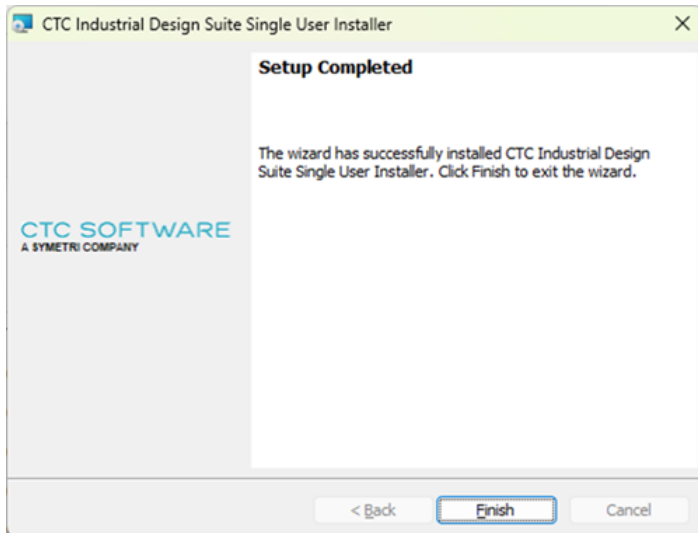 CTC Industrial Design Suite Single User Installer
Setup Completed
The wizard has successfully installed CTC Industrial Design
Suite Single User Installer. Click Finish to exit the wizard.
CTC SOFTWARE
A SYMETRI COMPANY
< Back
Finish
Cancel